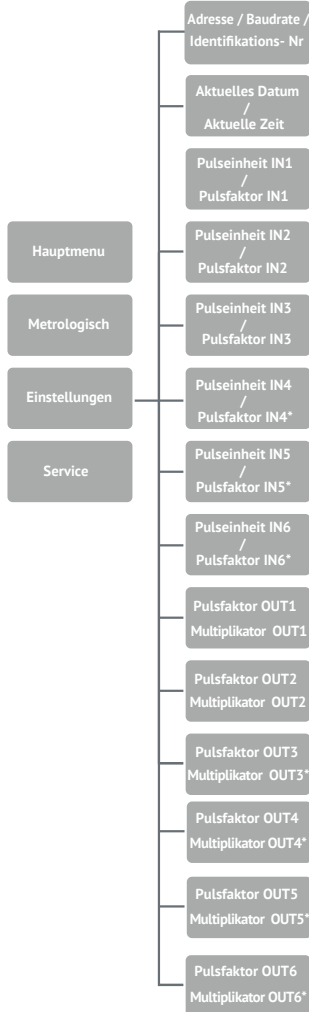 Hauptmenu
Metrologisch
Einstellungen
Service
Adresse / Baudrate /
Identifikations- Nr
Aktuelles Datum
/
Aktuelle Zeit
Pulseinheit IN1
/
Pulsfaktor IN1
Pulseinheit IN2
/
Pulsfaktor IN2
Pulseinheit IN3
/
Pulsfaktor IN3
Pulseinheit IN4
/
Pulsfaktor IN4*
Pulseinheit IN5
/
Pulsfaktor IN5*
Pulseinheit IN6
/
Pulsfaktor IN6*
Pulsfaktor OUT1
Multiplikator OUT1
Pulsfaktor OUT2
Multiplikator OUT2
Pulsfaktor OUT3
Multiplikator OUT3*
Pulsfaktor OUT4
Multiplikator OUT4*
Pulsfaktor OUT5
Multiplikator OUT5*
Pulsfaktor OUT6
Multiplikator OUT6*